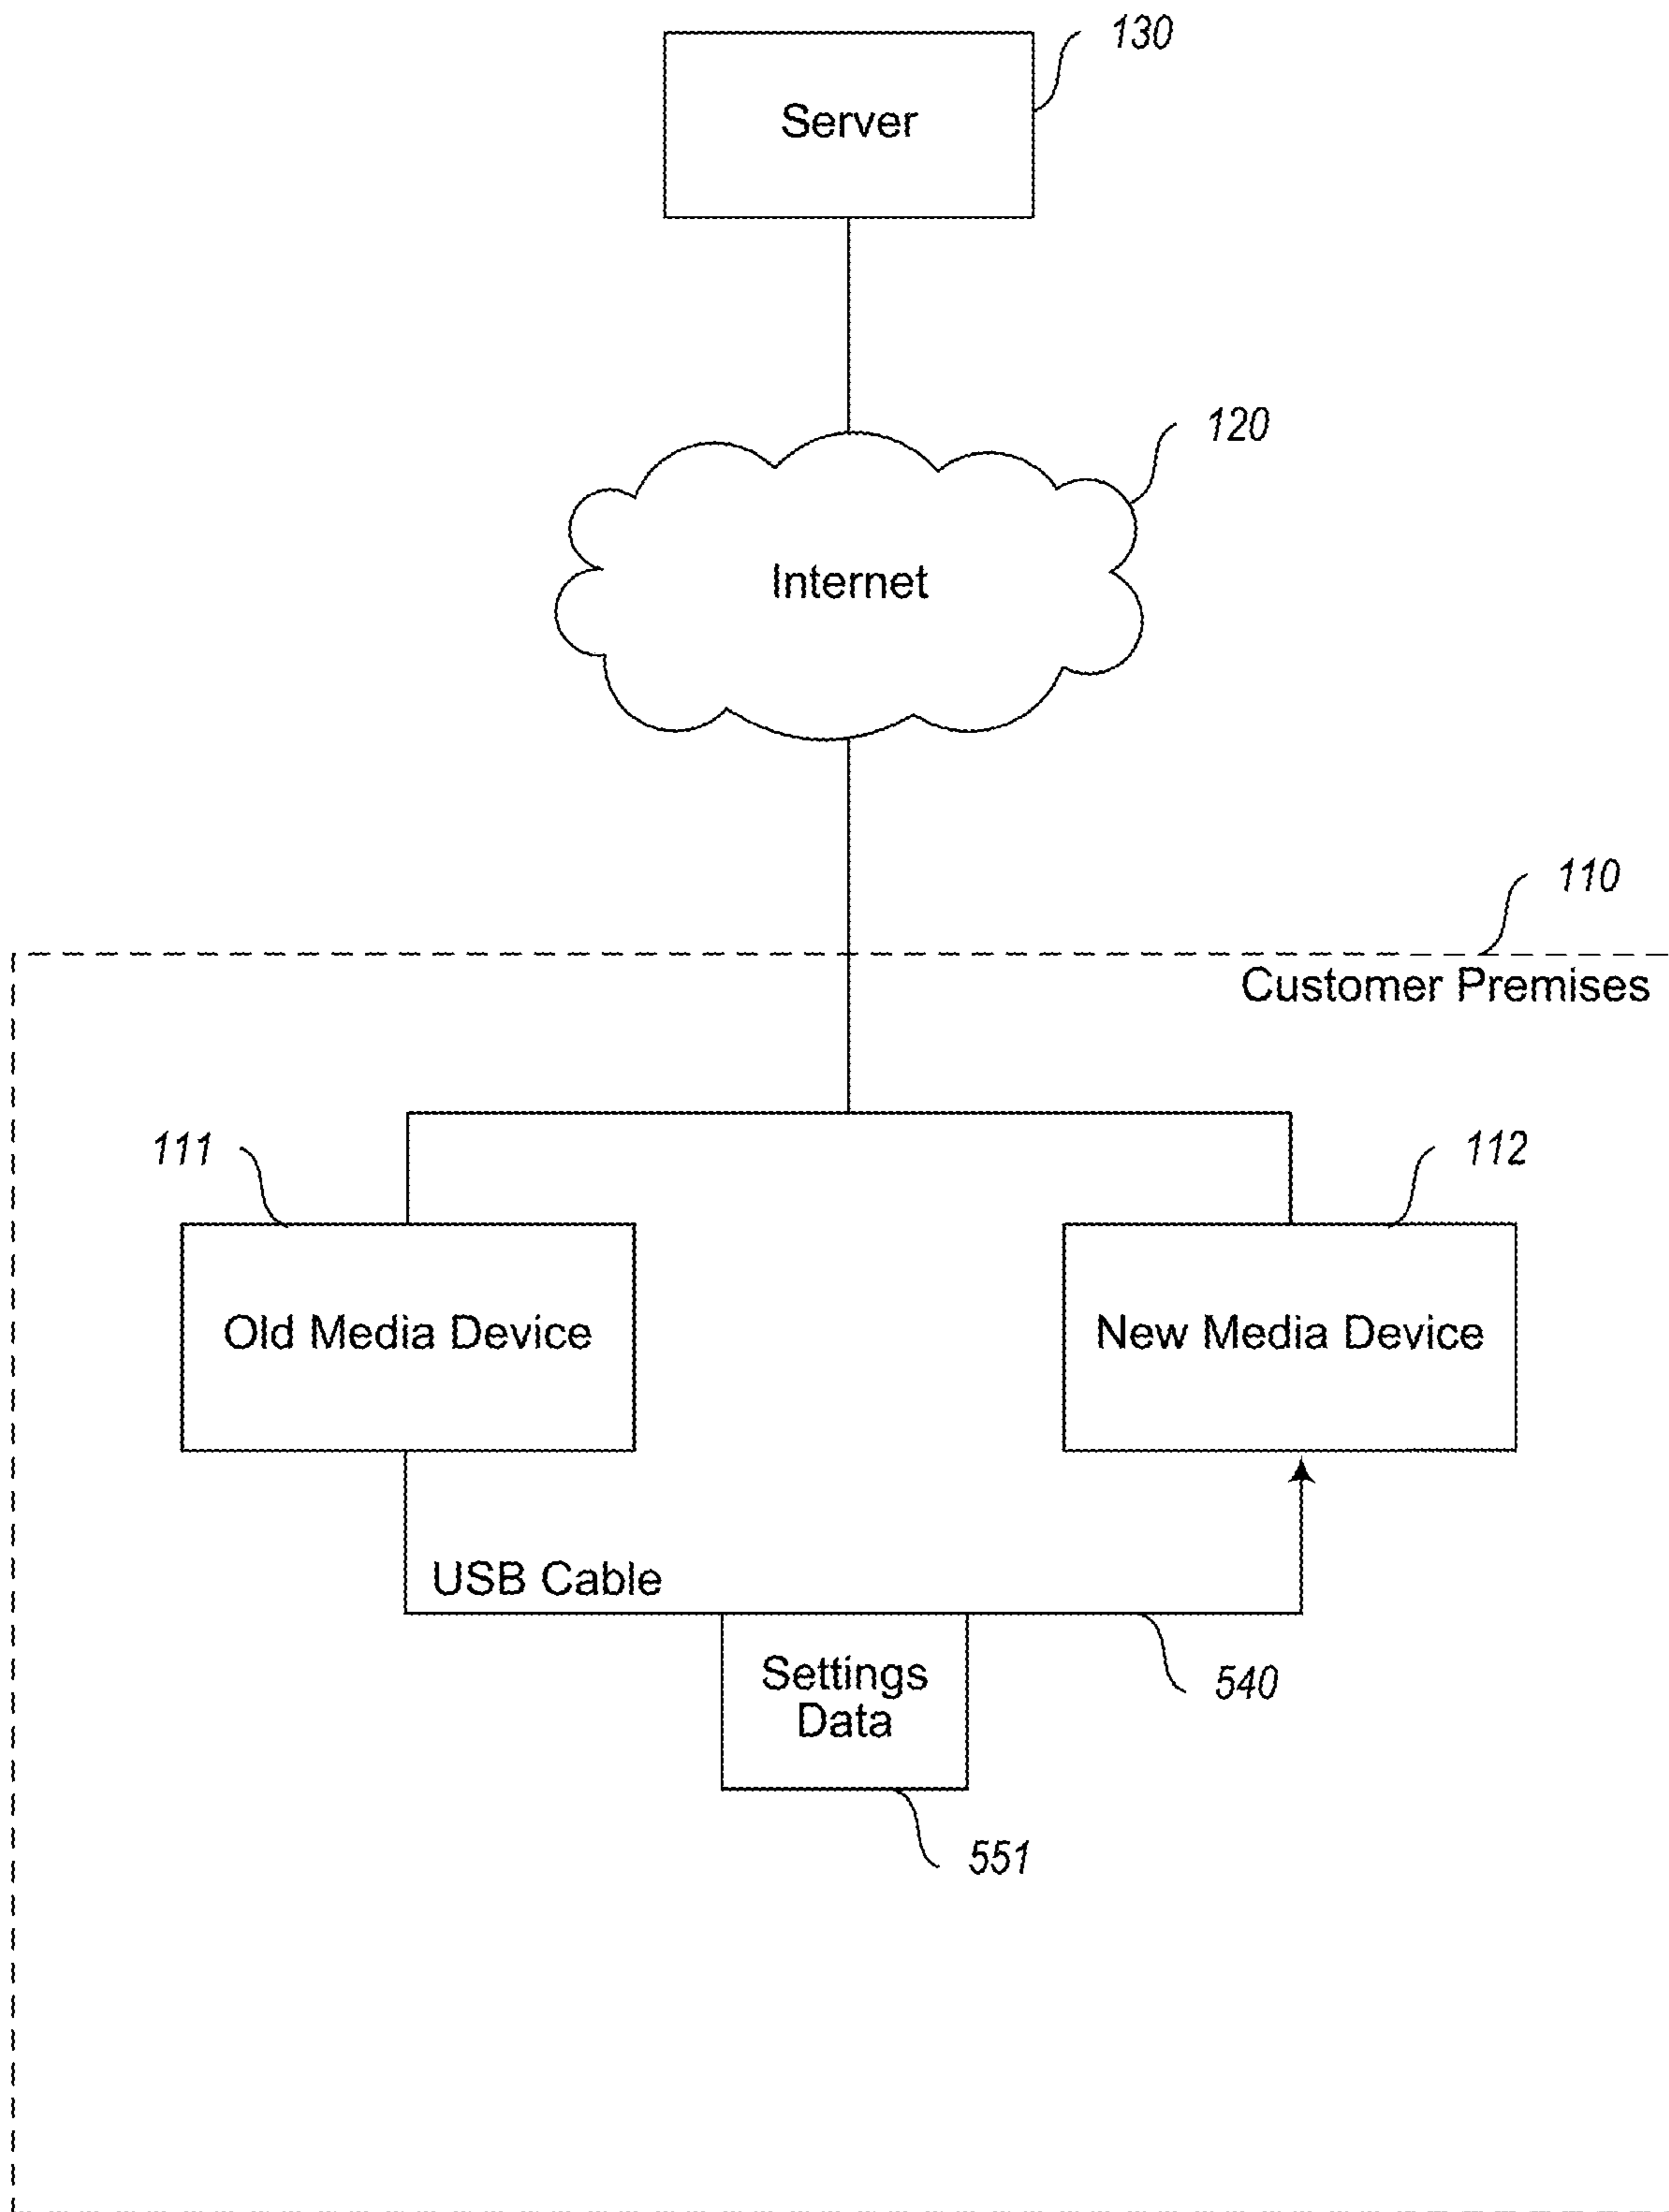 130
Server
120
Internet
110
Customer Premises
111
112
Old Media Device
New Media Device
USB Cable
Settings
Data
540
551